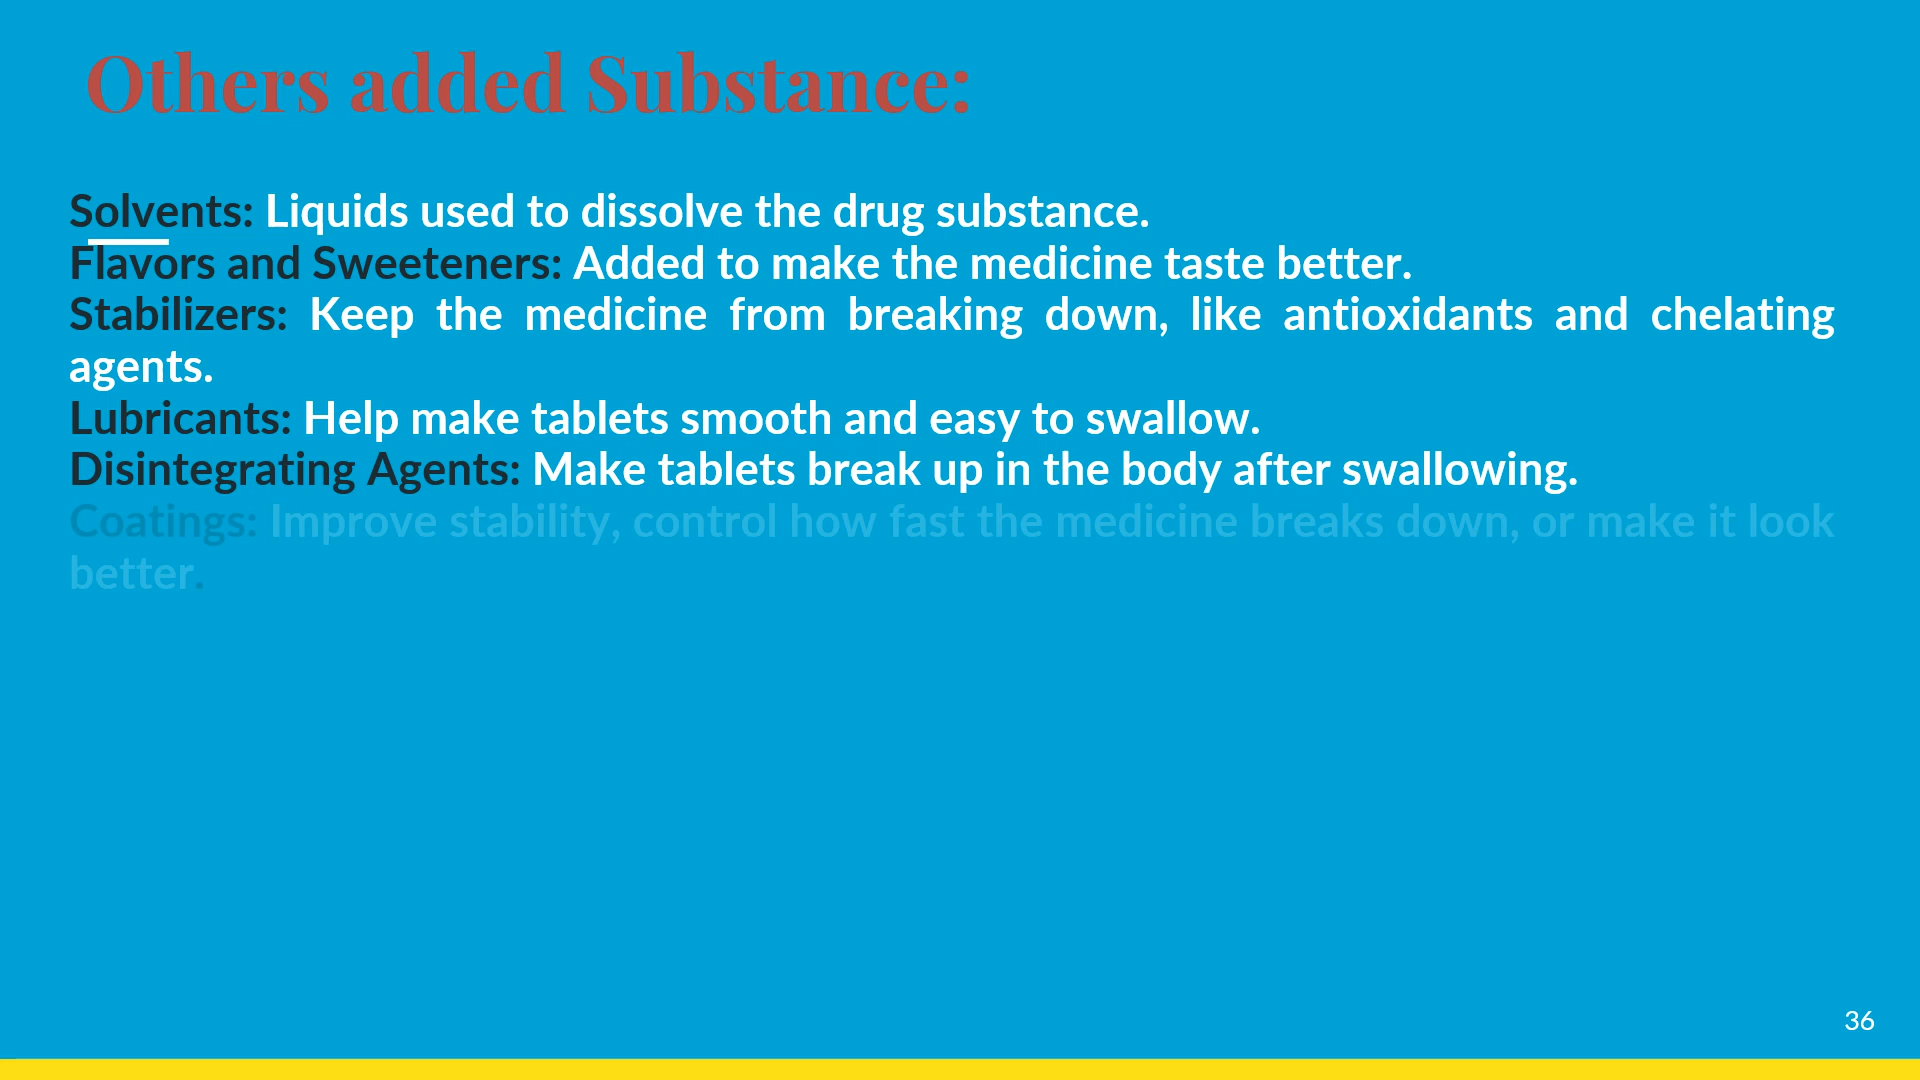 Others added Substance:
Solvents: Liquids used to dissolve the drug substance.
Flavors and Sweeteners: Added to make the medicine taste better.
Stabilizers: Keep the medicine from breaking down, like antioxidants and chelating
agents.
Lubricants: Help make tablets smooth and easy to swallow.
Disintegrating Agents: Make tablets break up in the body after swallowing.
Coatings: Improve stability, control how fast the medicine breaks down, or make it look
better.
36